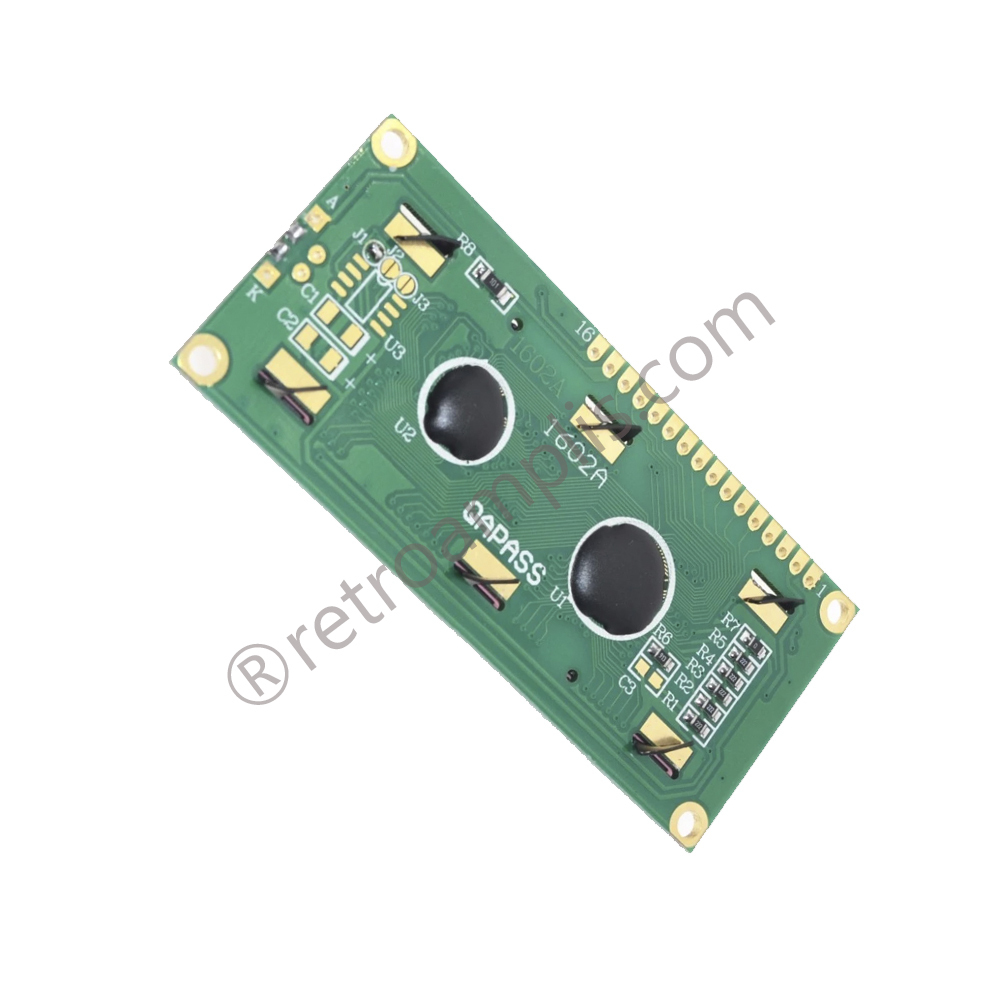 A
J1
J2
J3
K
C1
C2
U3
+
+
R8
101
16
1602A
1602A
U2
QAPASS
U1
1
R7
R5
R4
R3
R2
R1
R6
C3
®retroamplis.com